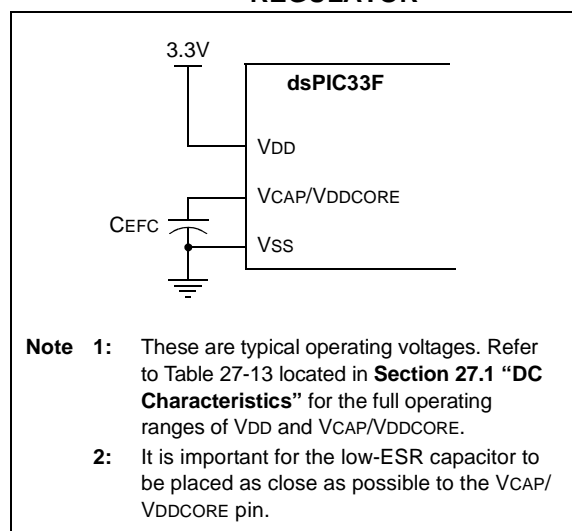 3.3V
dsPIC33F
VDD
VCAP/VDDCORE
CEFC
VSS
Note 1: These are typical operating voltages. Refer
to Table 27-13 located in Section 27.1 “DC
Characteristics” for the full operating
ranges of VDD and VCAP/VDDCORE.
2: It is important for the low-ESR capacitor to
be placed as close as possible to the VCAP/
VDDCORE pin.